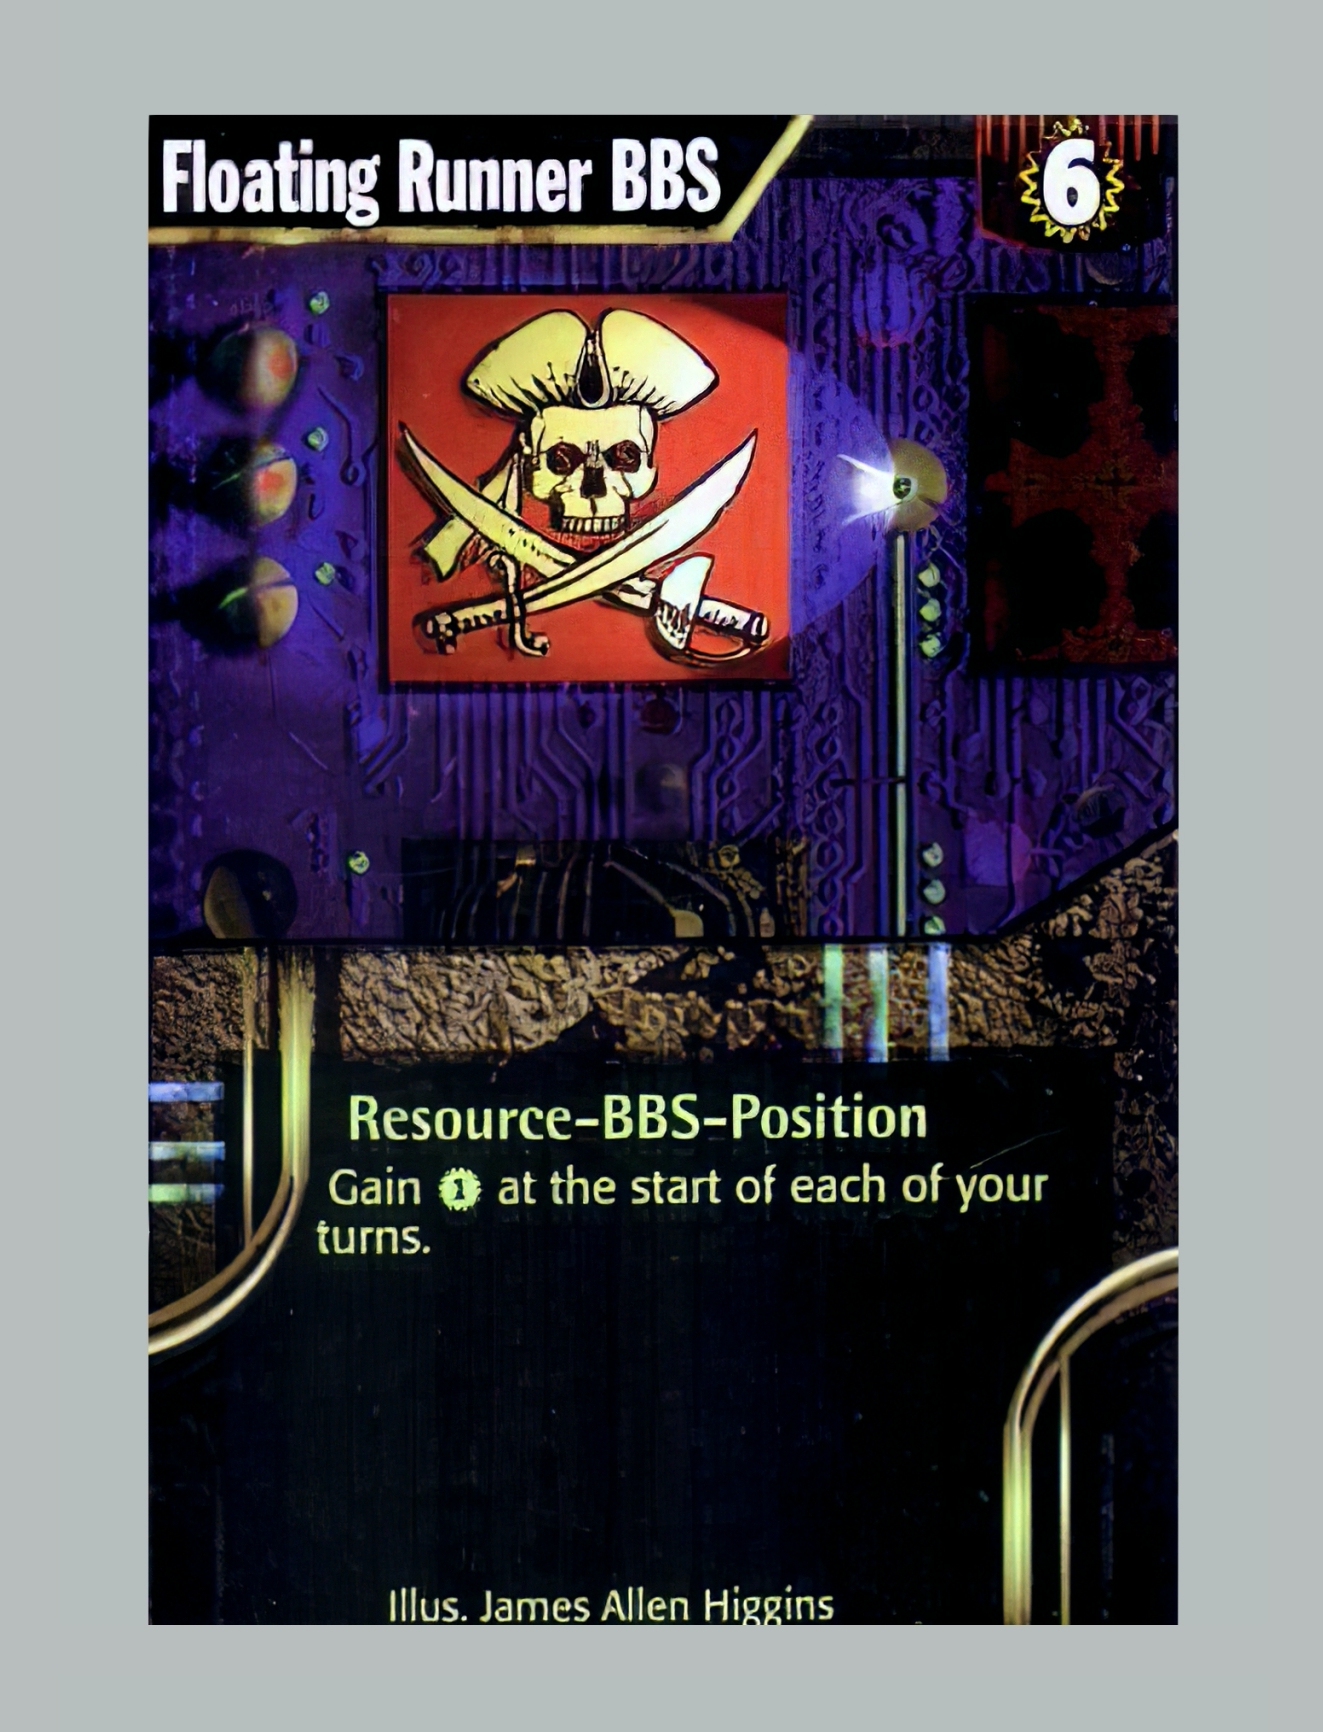 Floating Runner BBS
6
Resource-BBS-Position
Gain 1 at the start of each of your
turns.
Illus. James Allen Higgins